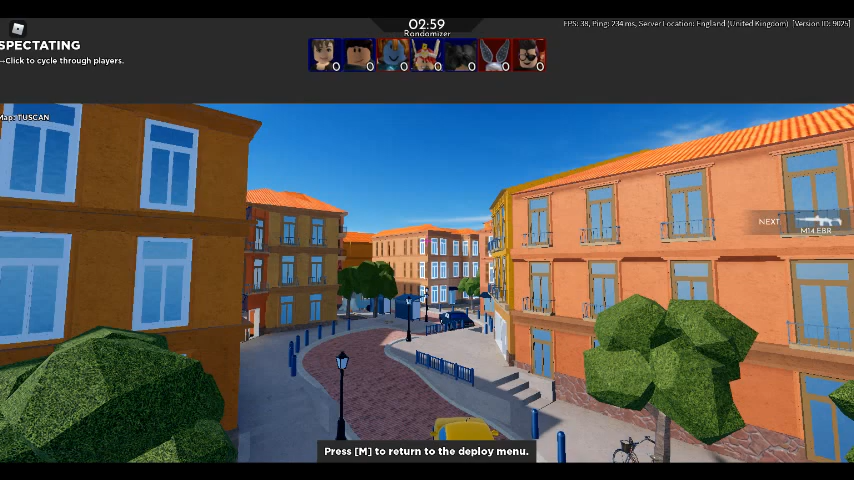 02:59
Randomizer
FPS: 38, Ping: 234 ms, Server Location: England (United Kingdom) [Version ID: 9025]
SPECTATING
Click to cycle through players.
0 0 0 0 0 0 0
Map: TUSCAN
NEXT
M14 EBR
Press [M] to return to the deploy menu.